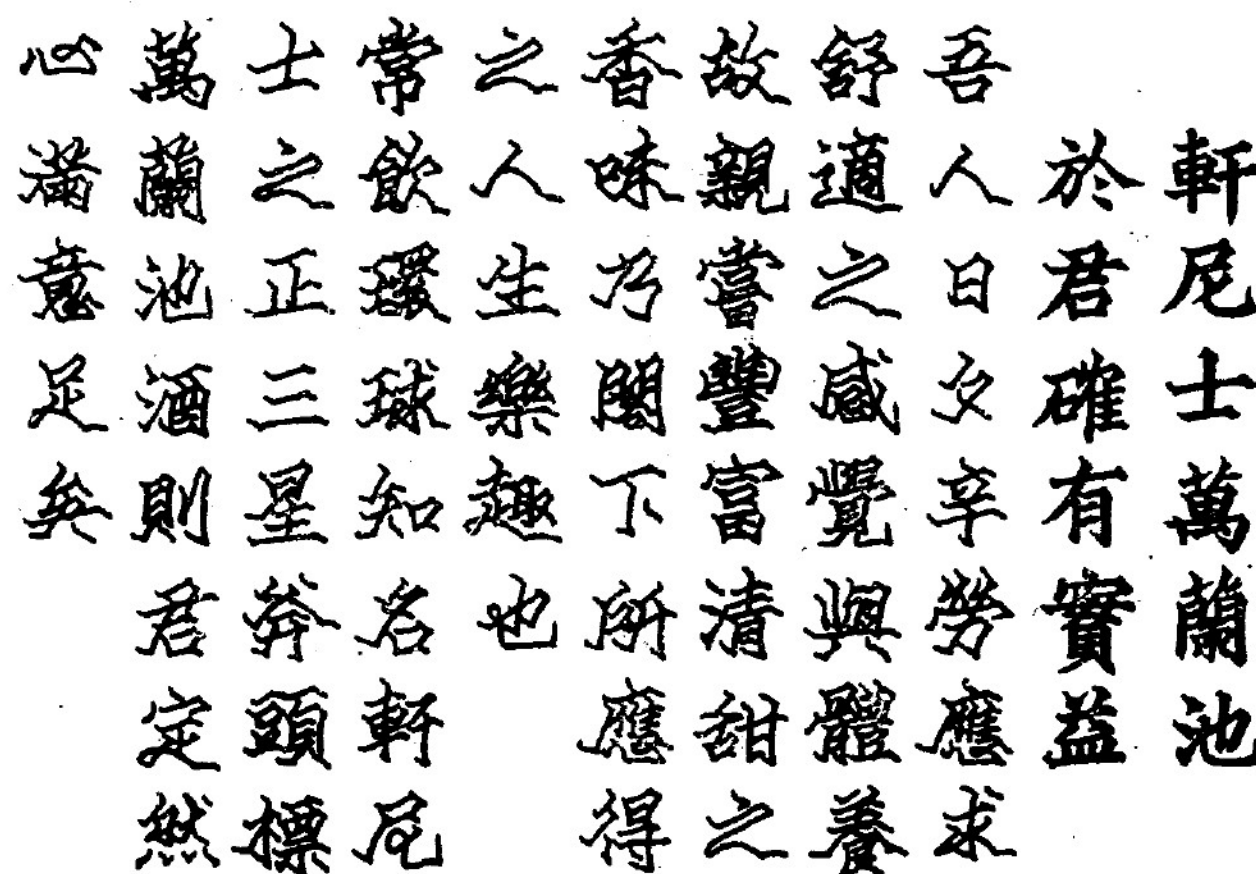 軒尼士萬蘭池
於君確有實益
吾人日夕辛勞應求
舒適之感覺與體養
故親嘗豐富清甜之
香味乃閣下所應得
之人生樂趣也
常飲環球知名軒尼
士之正三星斧頭標
萬蘭池酒則君定然
心滿意足矣